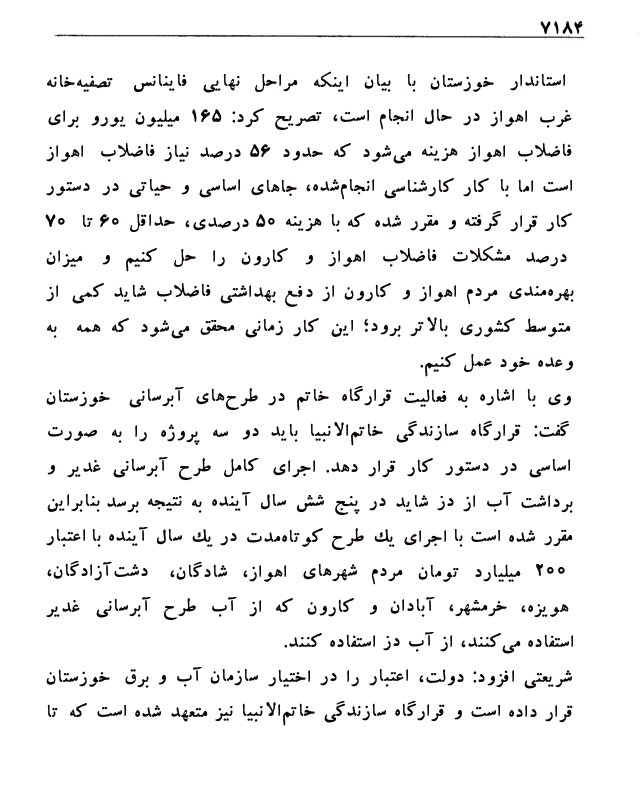 ۷۱۸۴
استاندار خوزستان با بیان اینکه مراحل نهایی فاینانس تصفیه‌خانه
غرب اهواز در حال انجام است، تصریح کرد: ۱۶۵ میلیون یورو برای
فاضلاب اهواز هزینه می‌شود که حدود ۵۶ درصد نیاز فاضلاب اهواز
است اما با کار کارشناسی انجام‌شده، جاهای اساسی و حیاتی در دستور
کار قرار گرفته و مقرر شده که با هزینه ۵۰ درصدی، حداقل ۶۰ تا ۷۰
درصد مشکلات فاضلاب اهواز و کارون را حل کنیم و میزان
بهره‌مندی مردم اهواز و کارون از دفع بهداشتی فاضلاب شاید کمی از
متوسط کشوری بالاتر برود؛ این کار زمانی محقق می‌شود که همه به
وعده خود عمل کنیم.
وی با اشاره به فعالیت قرارگاه خاتم در طرح‌های آبرسانی خوزستان
گفت: قرارگاه سازندگی خاتم‌الانبیا باید دو سه پروژه را به صورت
اساسی در دستور کار قرار دهد. اجرای کامل طرح آبرسانی غدیر و
برداشت آب از دز شاید در پنج شش سال آینده به نتیجه برسد بنابراین
مقرر شده است با اجرای یك طرح کوتاه‌مدت در یك سال آینده با اعتبار
۲۰۰ میلیارد تومان مردم شهرهای اهواز، شادگان، دشت‌آزادگان،
هویزه، خرمشهر، آبادان و کارون که از آب طرح آبرسانی غدیر
استفاده می‌کنند، از آب دز استفاده کنند.
شریعتی افزود: دولت، اعتبار را در اختیار سازمان آب و برق خوزستان
قرار داده است و قرارگاه سازندگی خاتم‌الانبیا نیز متعهد شده است که تا